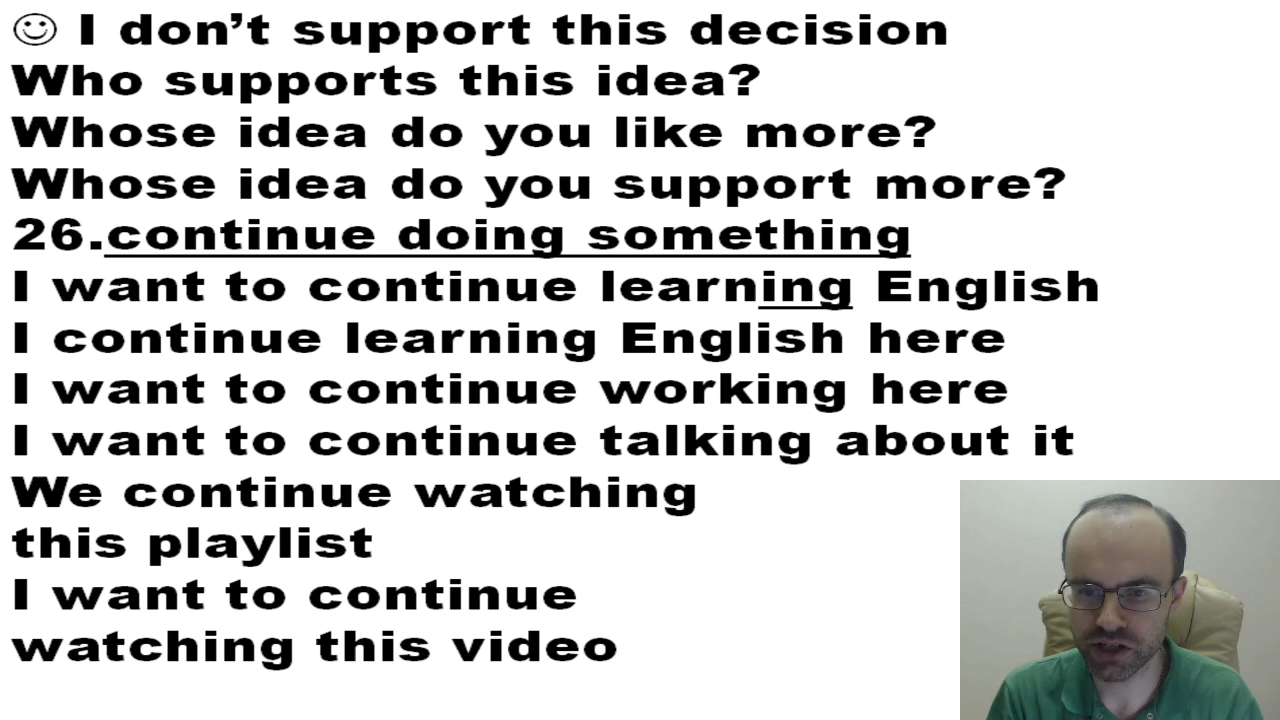 ☺ I don’t support this decision
Who supports this idea?
Whose idea do you like more?
Whose idea do you support more?
26.continue doing something
I want to continue learning English
I continue learning English here
I want to continue working here
I want to continue talking about it
We continue watching
this playlist
I want to continue
watching this video